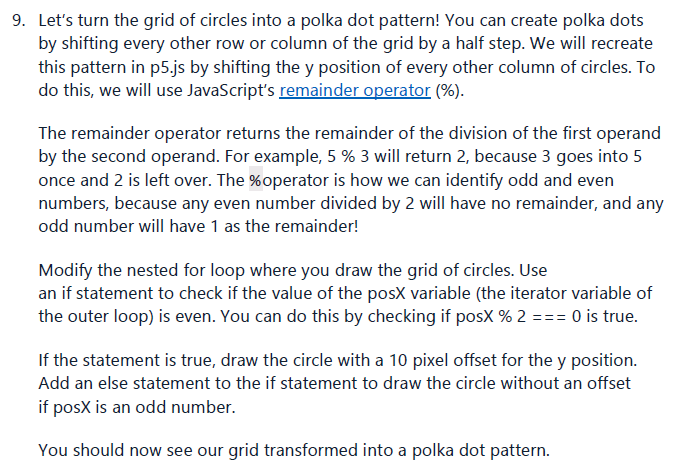 9. Let's turn the grid of circles into a polka dot pattern! You can create polka dots
by shifting every other row or column of the grid by a half step. We will recreate
this pattern in p5.js by shifting the y position of every other column of circles. To
do this, we will use JavaScript's remainder operator (%).
The remainder operator returns the remainder of the division of the first operand
by the second operand. For example, 5 % 3 will return 2, because 3 goes into 5
once and 2 is left over. The %operator is how we can identify odd and even
numbers, because any even number divided by 2 will have no remainder, and any
odd number will have 1 as the remainder!
Modify the nested for loop where you draw the grid of circles. Use
an if statement to check if the value of the posX variable (the iterator variable of
the outer loop) is even. You can do this by checking if posX % 2 === 0 is true.
If the statement is true, draw the circle with a 10 pixel offset for the y position.
Add an else statement to the if statement to draw the circle without an offset
if posX is an odd number.
You should now see our grid transformed into a polka dot pattern.